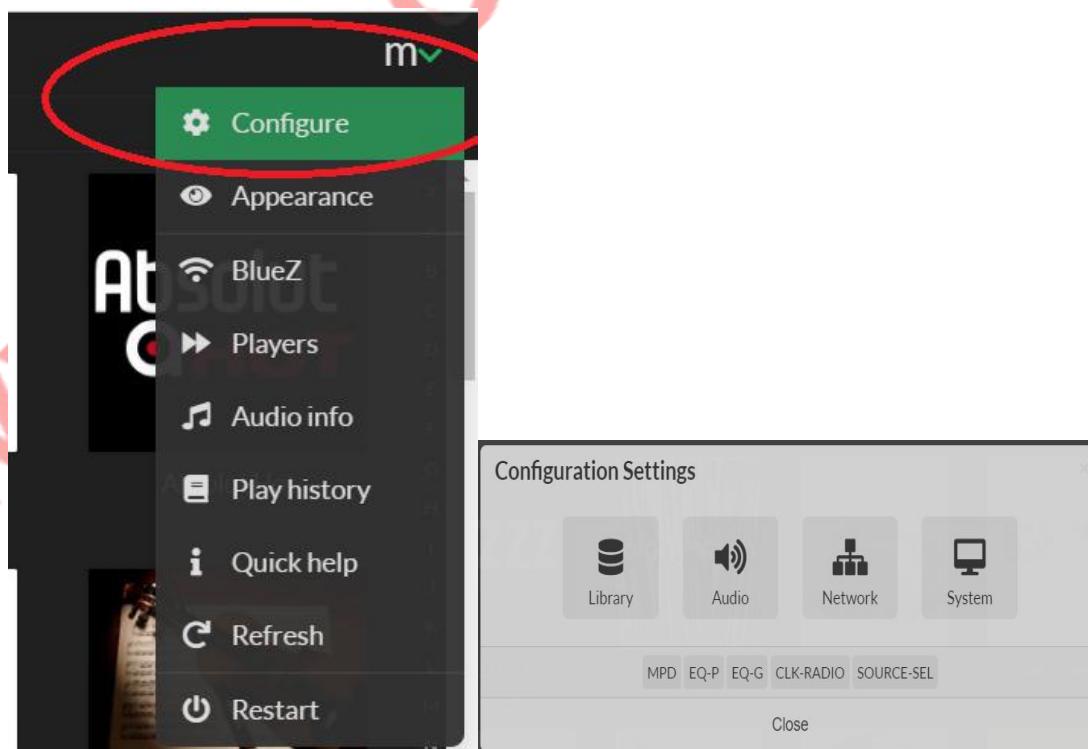 m
Configure
Appearance
BlueZ
Players
Audio info
Play history
Quick help
Refresh
Restart
Configuration Settings
Library
Audio
Network
System
MPD EQ-P EQ-G CLK-RADIO SOURCE-SEL
Close